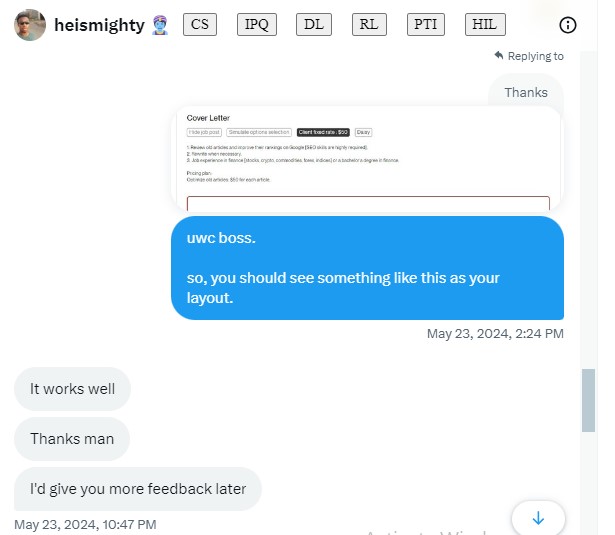 heismighty
CS
IPQ
DL
RL
PTI
HIL
Replying to
Thanks
Cover Letter
Hide job post
Simulate options selection
Client fixed rate : $50
1. Review old articles and improve their rankings on Google [SEO skills are highly required].
2. Rewrite when necessary.
3. Job experience in finance [stocks, crypto, commodities, forex, indices] or a bachelor's degree in finance.
Pricing plan:
Optimize old articles: $50 for each article.
uwc boss.
so, you should see something like this as your
layout.
May 23, 2024, 2:24 PM
It works well
Thanks man
I'd give you more feedback later
May 23, 2024, 10:47 PM